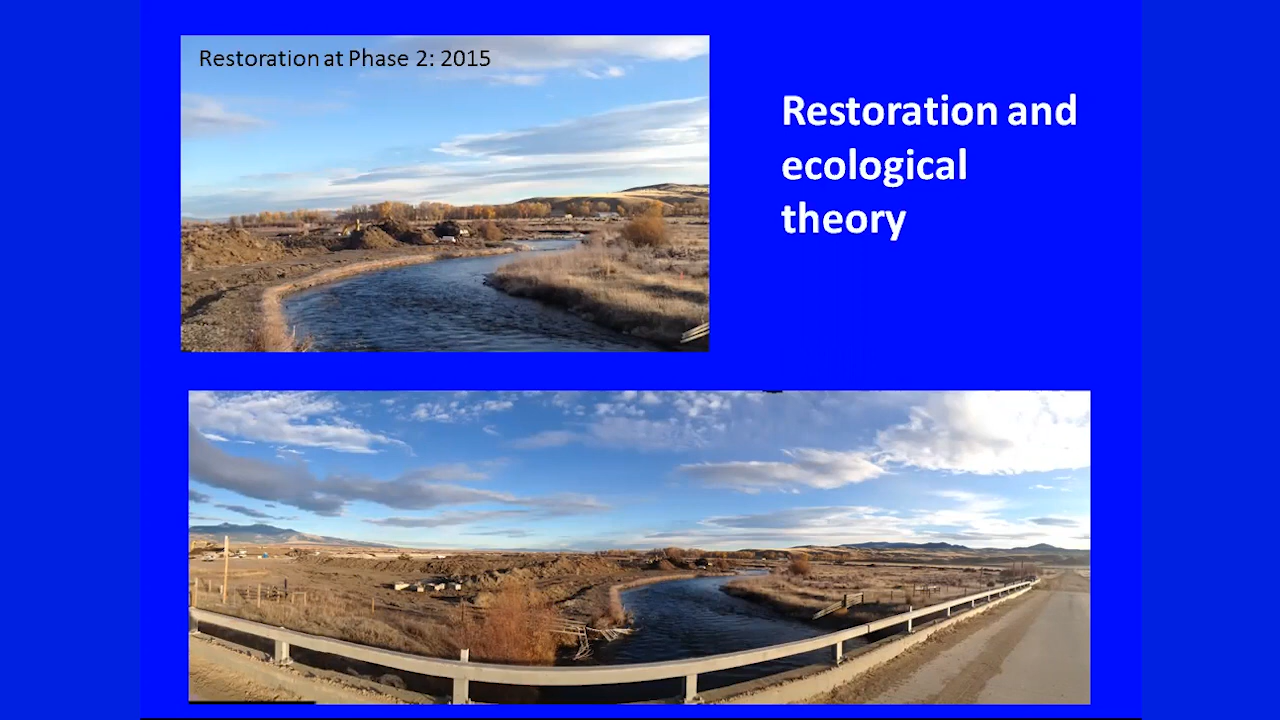 Restoration at Phase 2: 2015
Restoration and
ecological
theory